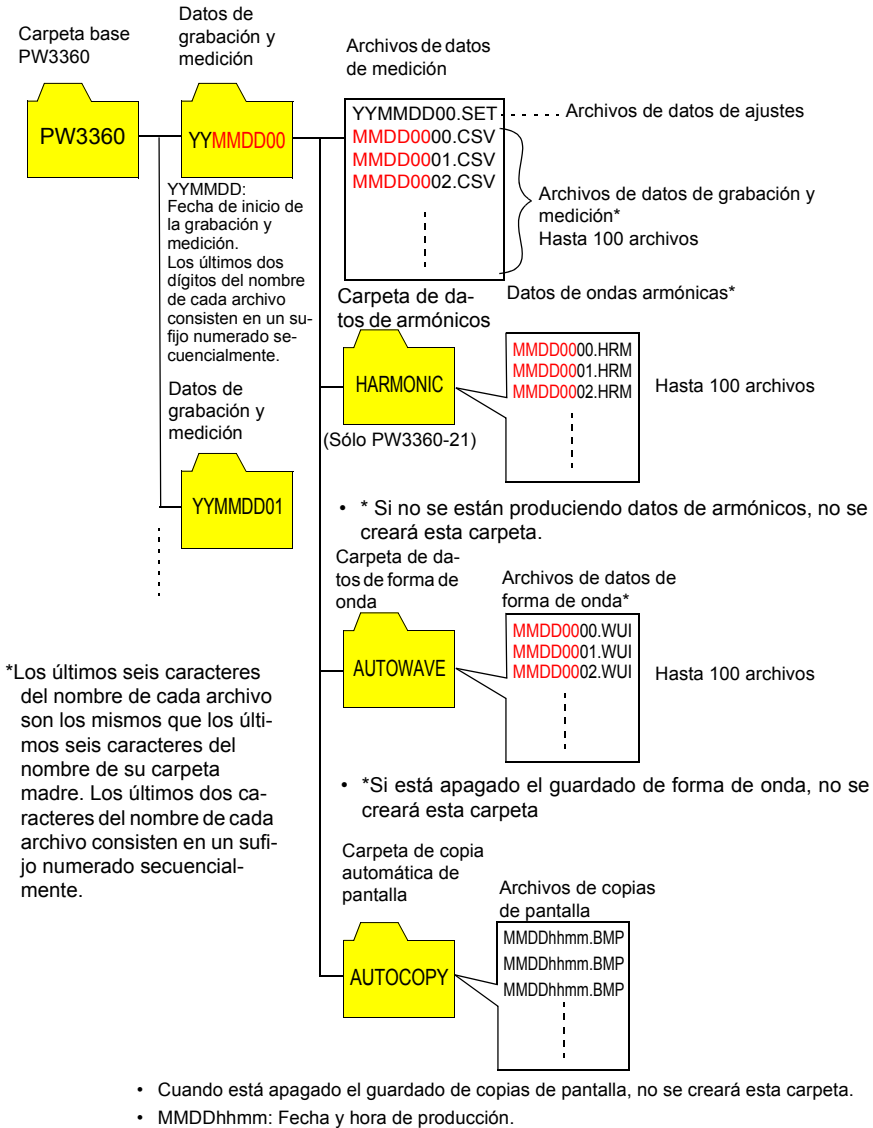 Carpeta base
PW3360
Datos de
grabación y
medición
Archivos de datos
de medición
PW3360
YYMMDD00
YYMMDD00.SET
MMDD0000.CSV
MMDD0001.CSV
MMDD0002.CSV
Archivos de datos de ajustes
Archivos de datos de grabación y
medición*
Hasta 100 archivos
YYMMDD:
Fecha de inicio de
la grabación y
medición.
Los últimos dos
dígitos del nombre
de cada archivo
consisten en un su-
fijo numerado se-
cuencialmente.
Datos de
grabación y
medición
YYMMDD01
Carpeta de da-
tos de armónicos
HARMONIC
(Sólo PW3360-21)
Datos de ondas armónicas*
MMDD0000.HRM
MMDD0001.HRM
MMDD0002.HRM
Hasta 100 archivos
• * Si no se están produciendo datos de armónicos, no se
creará esta carpeta.
Carpeta de da-
tos de forma de
onda
AUTOWAVE
Archivos de datos de
forma de onda*
MMDD0000.WUI
MMDD0001.WUI
MMDD0002.WUI
Hasta 100 archivos
*Los últimos seis caracteres
del nombre de cada archivo
son los mismos que los últi-
mos seis caracteres del
nombre de su carpeta
madre. Los últimos dos ca-
racteres del nombre de cada
archivo consisten en un sufi-
jo numerado secuencial-
mente.
• *Si está apagado el guardado de forma de onda, no se
creará esta carpeta
Carpeta de copia
automática de
pantalla
AUTOCOPY
Archivos de copias
de pantalla
MMDDhhmm.BMP
MMDDhhmm.BMP
MMDDhhmm.BMP
• Cuando está apagado el guardado de copias de pantalla, no se creará esta carpeta.
• MMDDhhmm: Fecha y hora de producción.